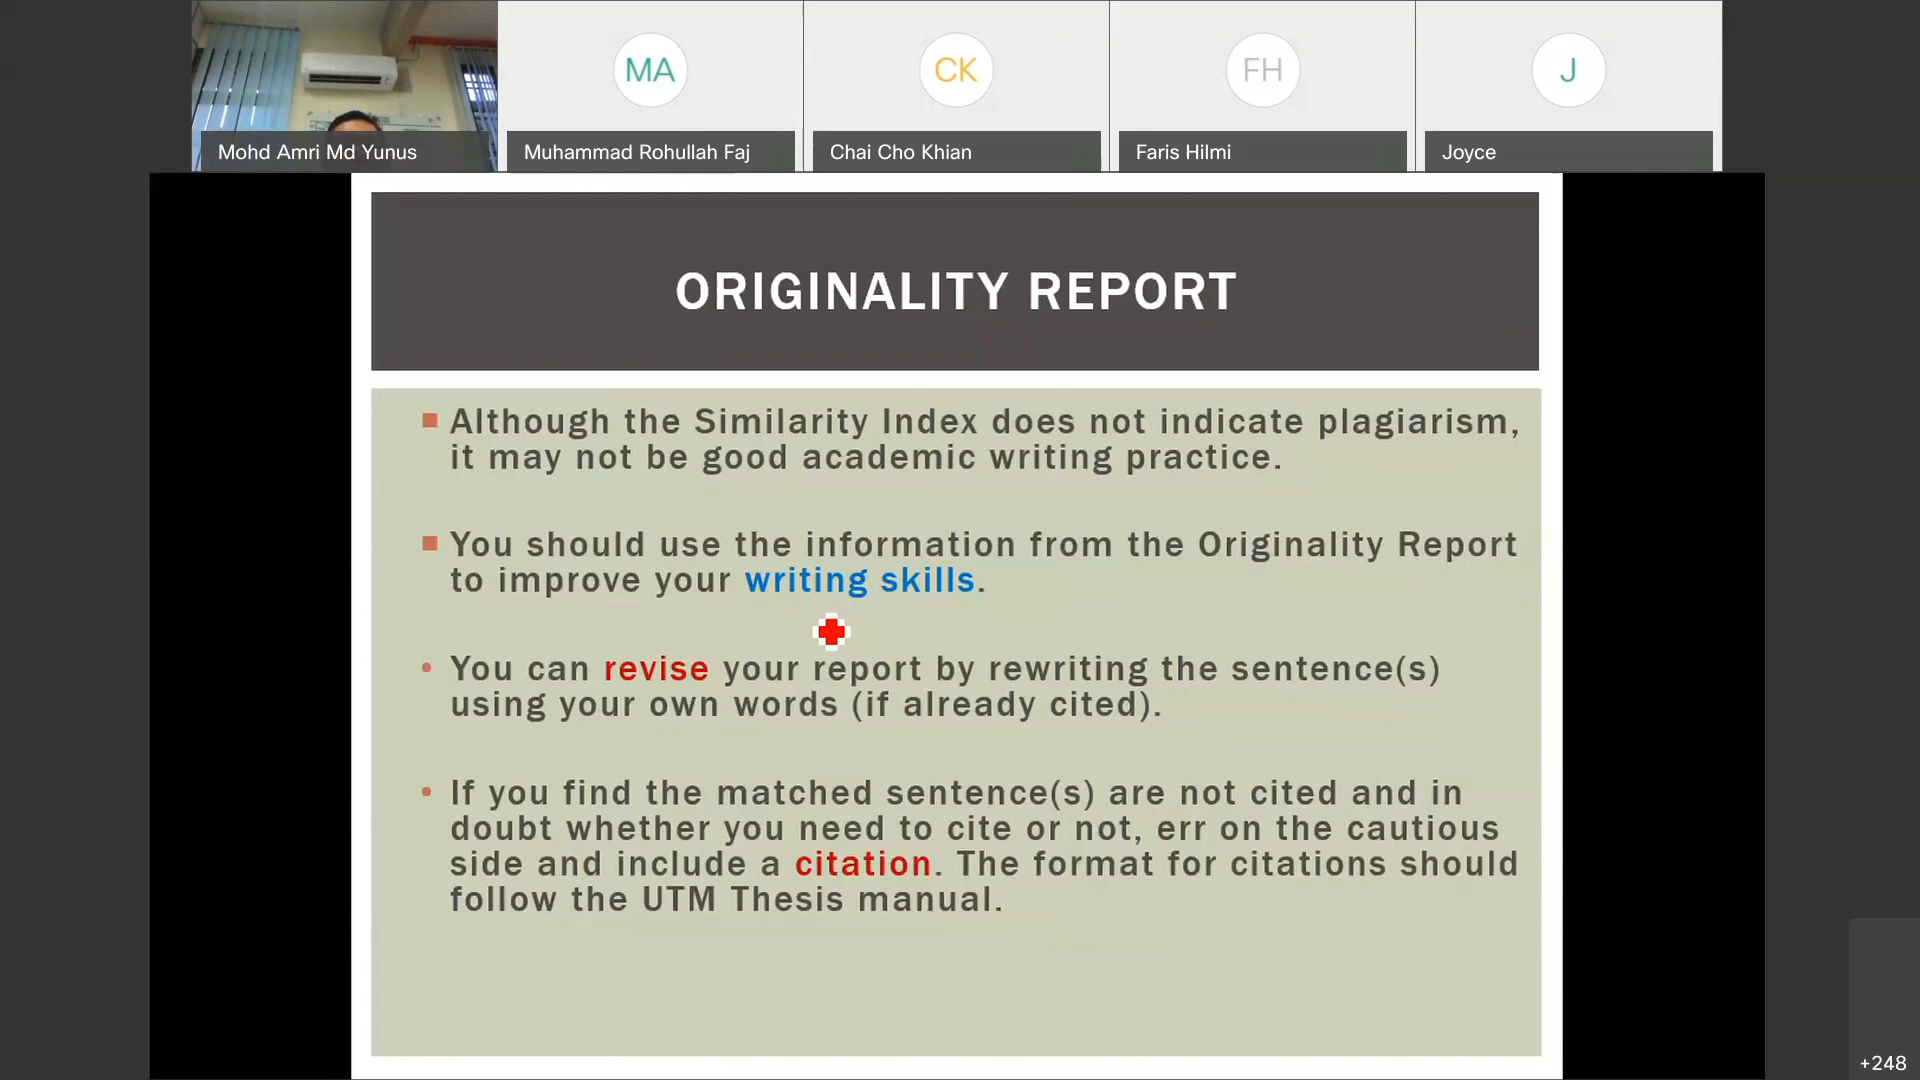 MA
CK
FH
J
Mohd Amri Md Yunus
Muhammad Rohullah Faj
Chai Cho Khian
Faris Hilmi
Joyce
ORIGINALITY REPORT
Although the Similarity Index does not indicate plagiarism,
it may not be good academic writing practice.
You should use the information from the Originality Report
to improve your writing skills.
You can revise your report by rewriting the sentence(s)
using your own words (if already cited).
If you find the matched sentence(s) are not cited and in
doubt whether you need to cite or not, err on the cautious
side and include a citation. The format for citations should
follow the UTM Thesis manual.
+248